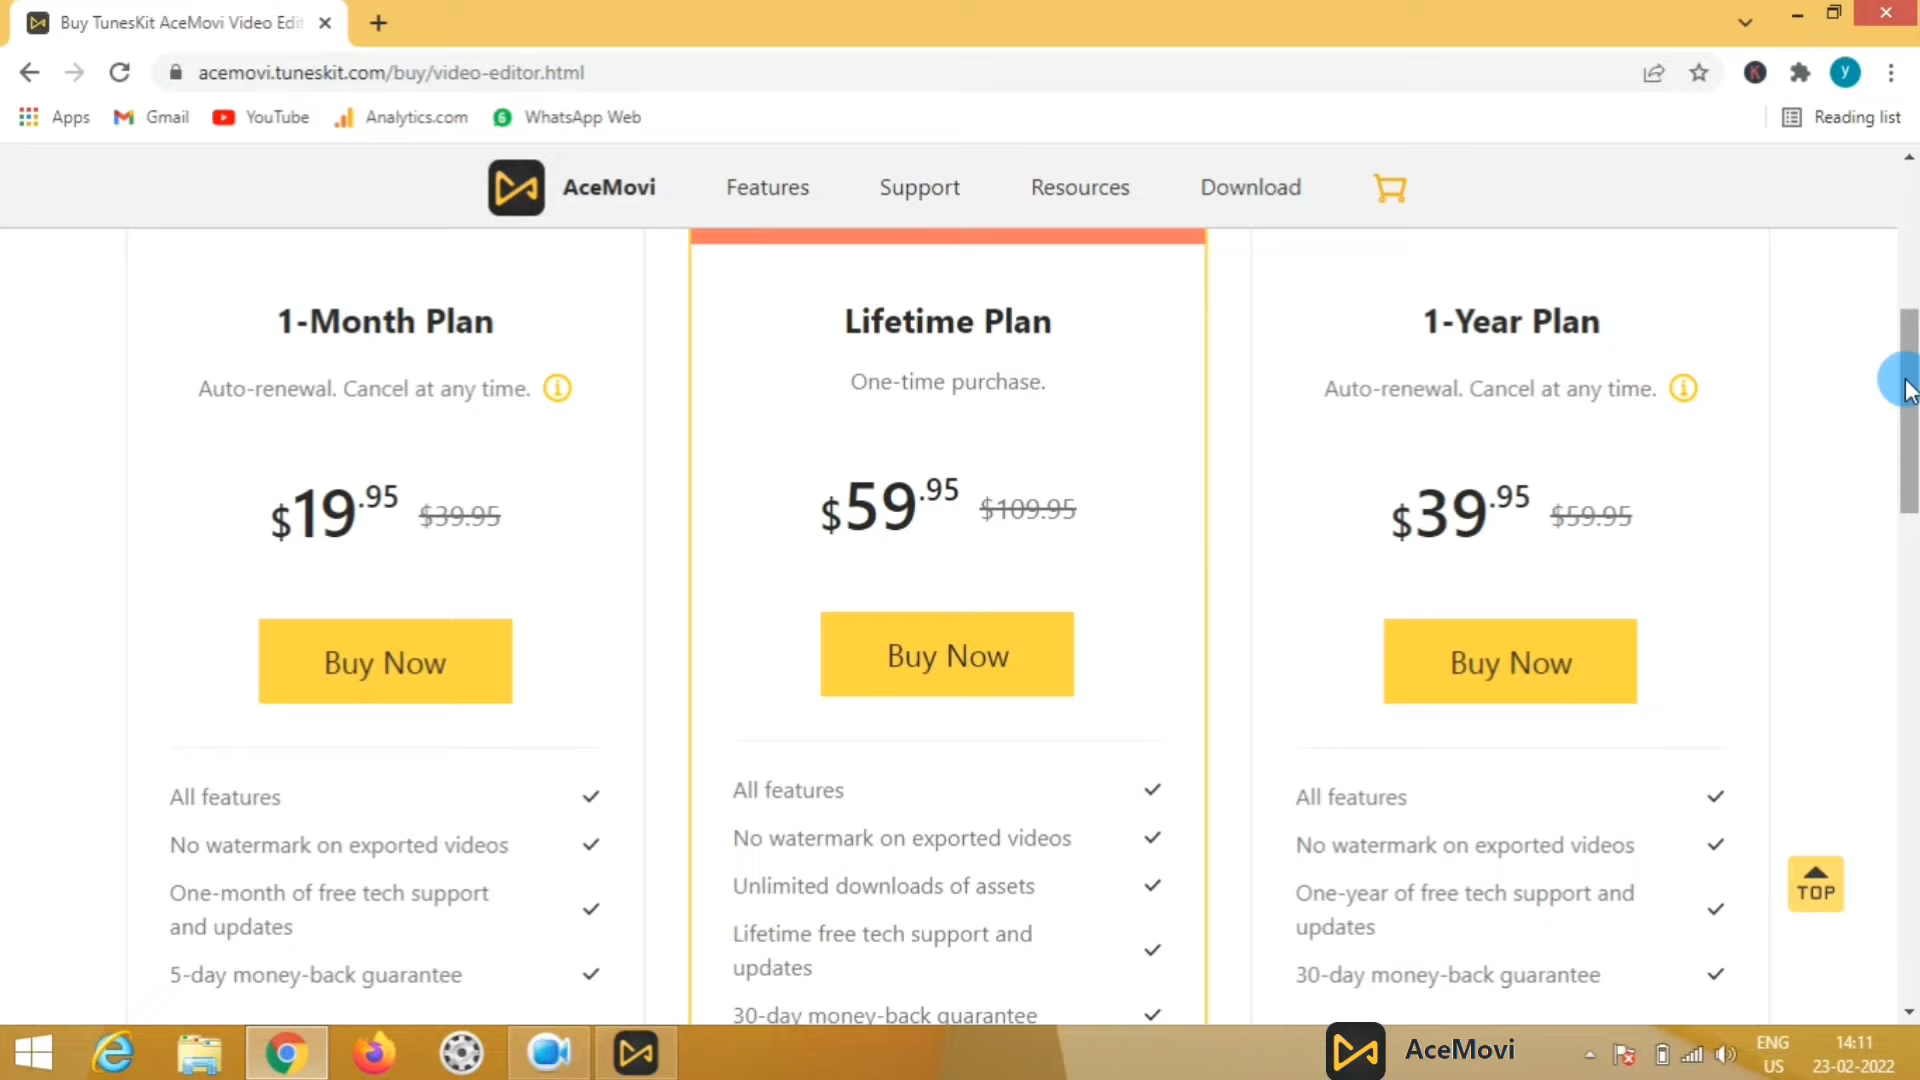 Buy TunesKit AceMovi Video Edit
acemovi.tuneskit.com/buy/video-editor.html
K
y
Apps
Gmail
YouTube
Analytics.com
6
WhatsApp Web
Reading list
AceMovi
Features
Support
Resources
Download
1-Month Plan
Auto-renewal. Cancel at any time.
$19.95 $39.95
Buy Now
All features
No watermark on exported videos
One-month of free tech support
and updates
5-day money-back guarantee
Lifetime Plan
One-time purchase.
$59.95 $109.95
Buy Now
All features
No watermark on exported videos
Unlimited downloads of assets
Lifetime free tech support and
updates
30-day money-back guarantee
1-Year Plan
Auto-renewal. Cancel at any time.
$39.95 $59.95
Buy Now
All features
No watermark on exported videos
One-year of free tech support and
updates
30-day money-back guarantee
TOP
AceMovi
ENG
US
14:11
23-02-2022